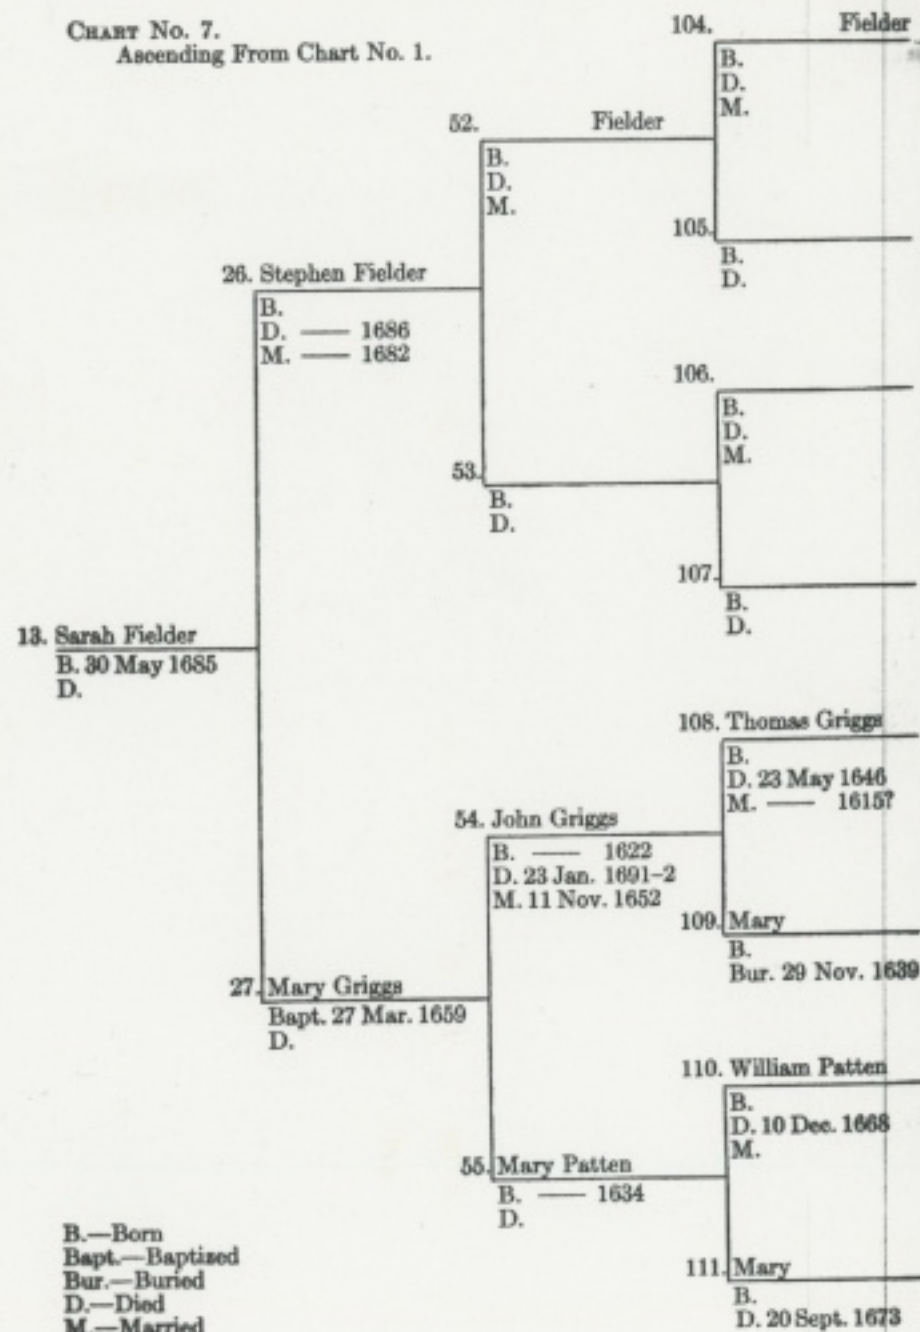 CHART No. 7.
Ascending From Chart No. 1.
104. Fielder
B.
D.
M.
52. Fielder
B.
D.
M.
105.
B.
D.
26. Stephen Fielder
B.
D. —— 1686
M. —— 1682
106.
B.
D.
M.
53.
B.
D.
107.
B.
D.
13. Sarah Fielder
B. 30 May 1685
D.
108. Thomas Griggs
B.
D. 23 May 1646
M. —— 1615?
54. John Griggs
B. —— 1622
D. 23 Jan. 1691-2
M. 11 Nov. 1652
109. Mary
B.
Bur. 29 Nov. 1639
27. Mary Griggs
Bapt. 27 Mar. 1659
D.
110. William Patten
B.
D. 10 Dec. 1668
M.
55. Mary Patten
B. —— 1634
D.
111. Mary
B.
D. 20 Sept. 1673
B.—Born
Bapt.—Baptized
Bur.—Buried
D.—Died
M.—Married